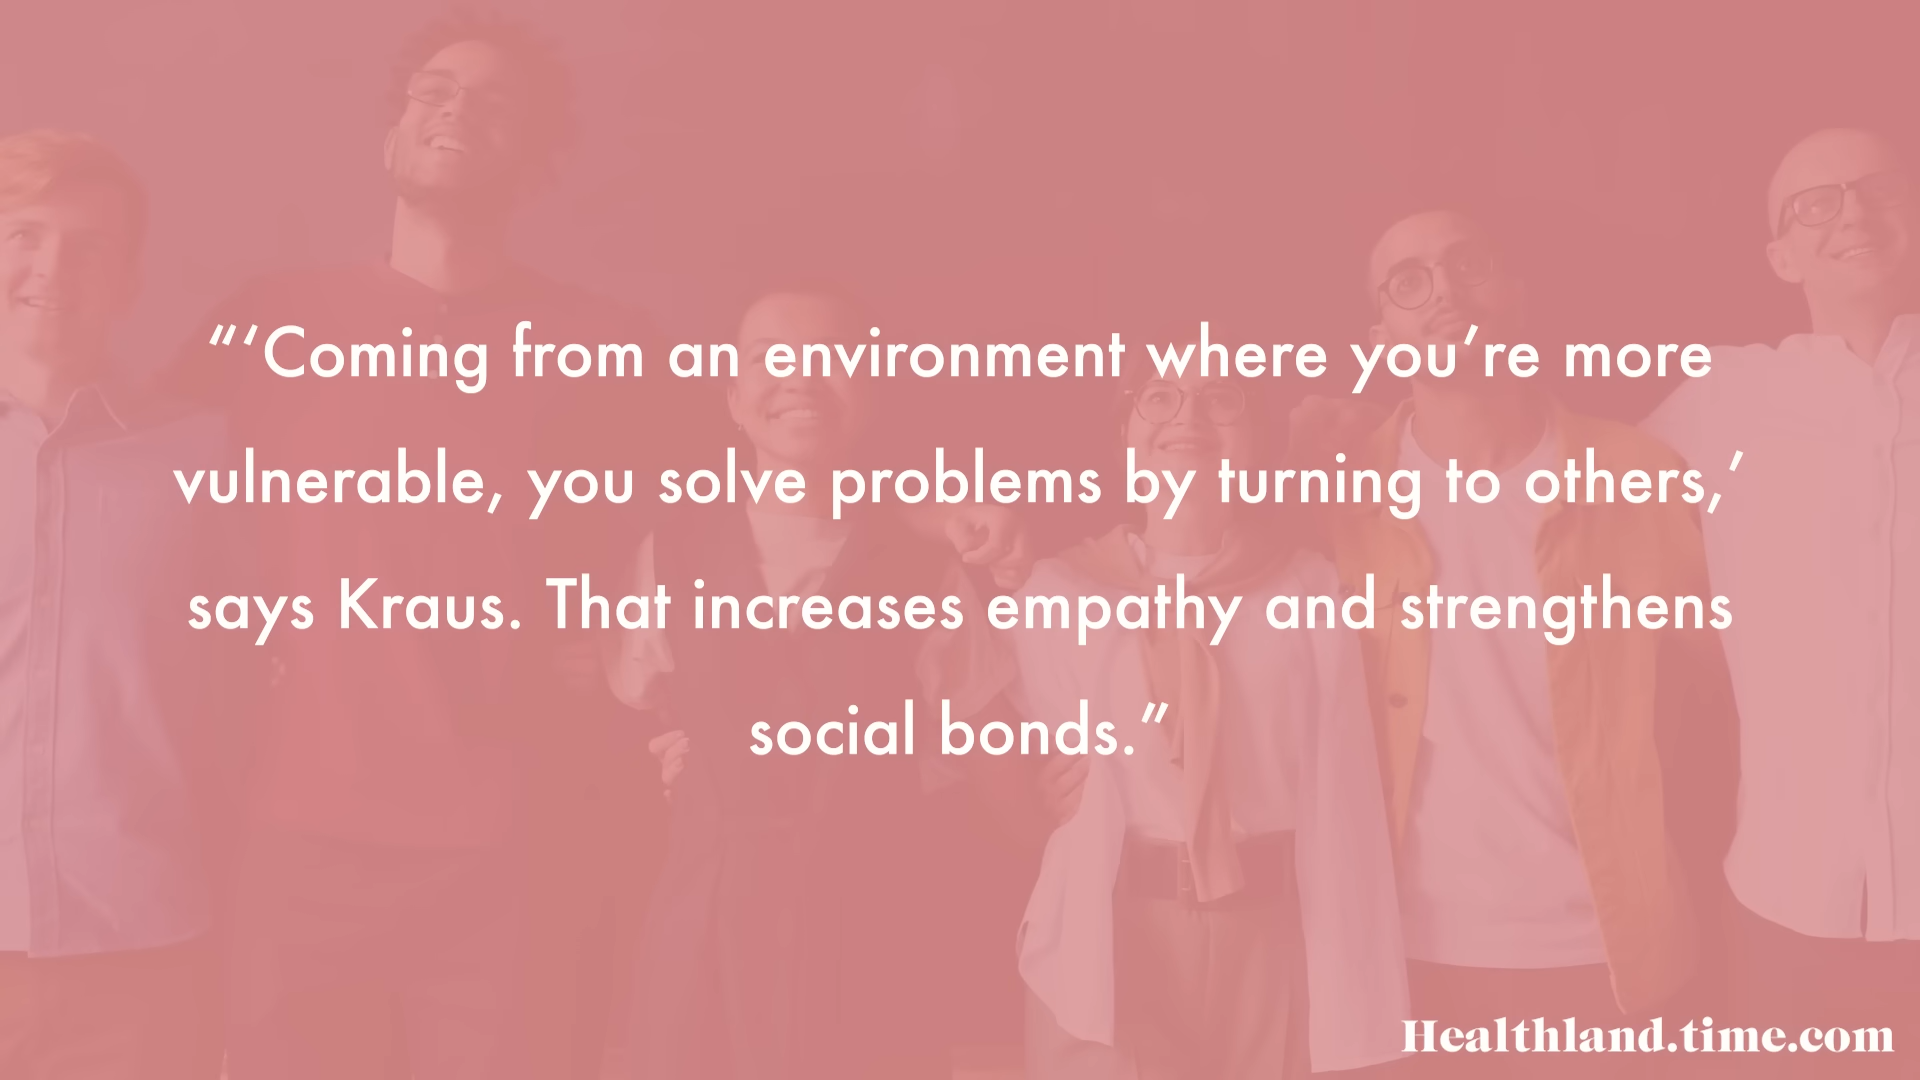 “‘Coming from an environment where you’re more
vulnerable, you solve problems by turning to others,’
says Kraus. That increases empathy and strengthens
social bonds.”
Healthland.time.com